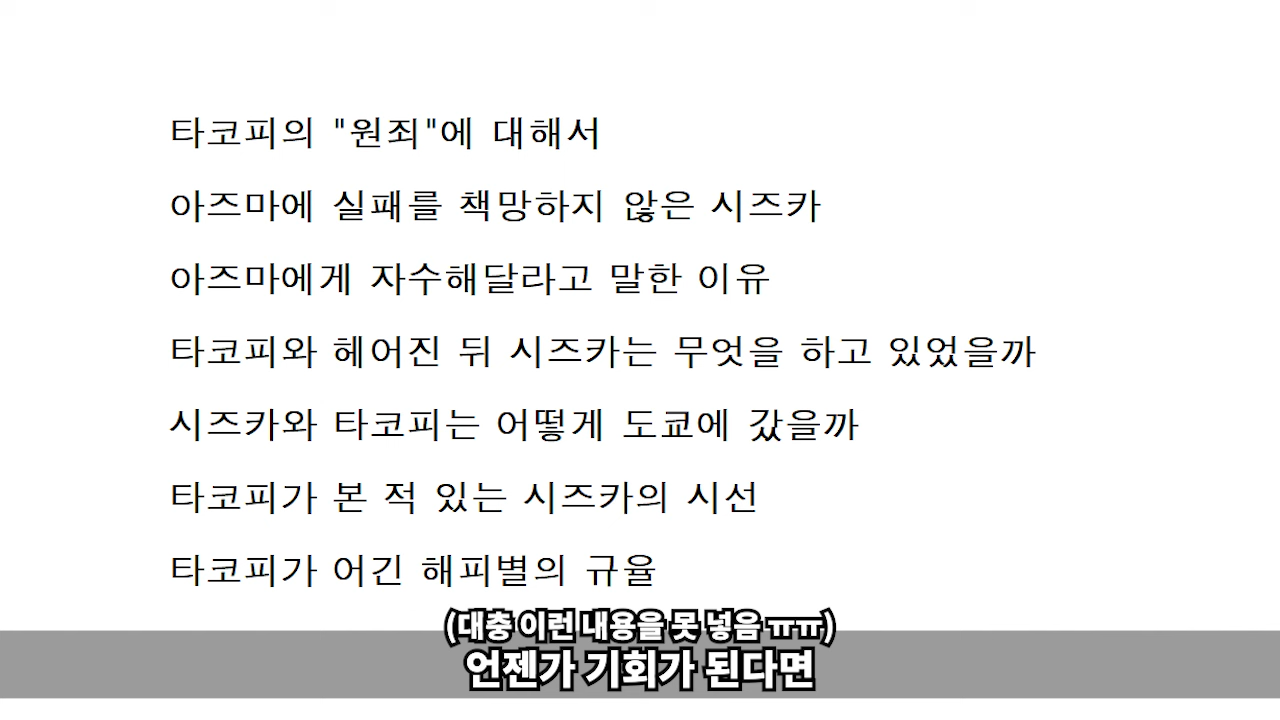 타코피의 "원죄"에 대해서
아즈마에 실패를 책망하지 않은 시즈카
아즈마에게 자수해달라고 말한 이유
타코피와 헤어진 뒤 시즈카는 무엇을 하고 있었을까
시즈카와 타코피는 어떻게 도쿄에 갔을까
타코피가 본 적 있는 시즈카의 시선
타코피가 어긴 해피별의 규율
(대충 이런 내용을 못 넣음 ㅠㅠ)
언젠가 기회가 된다면